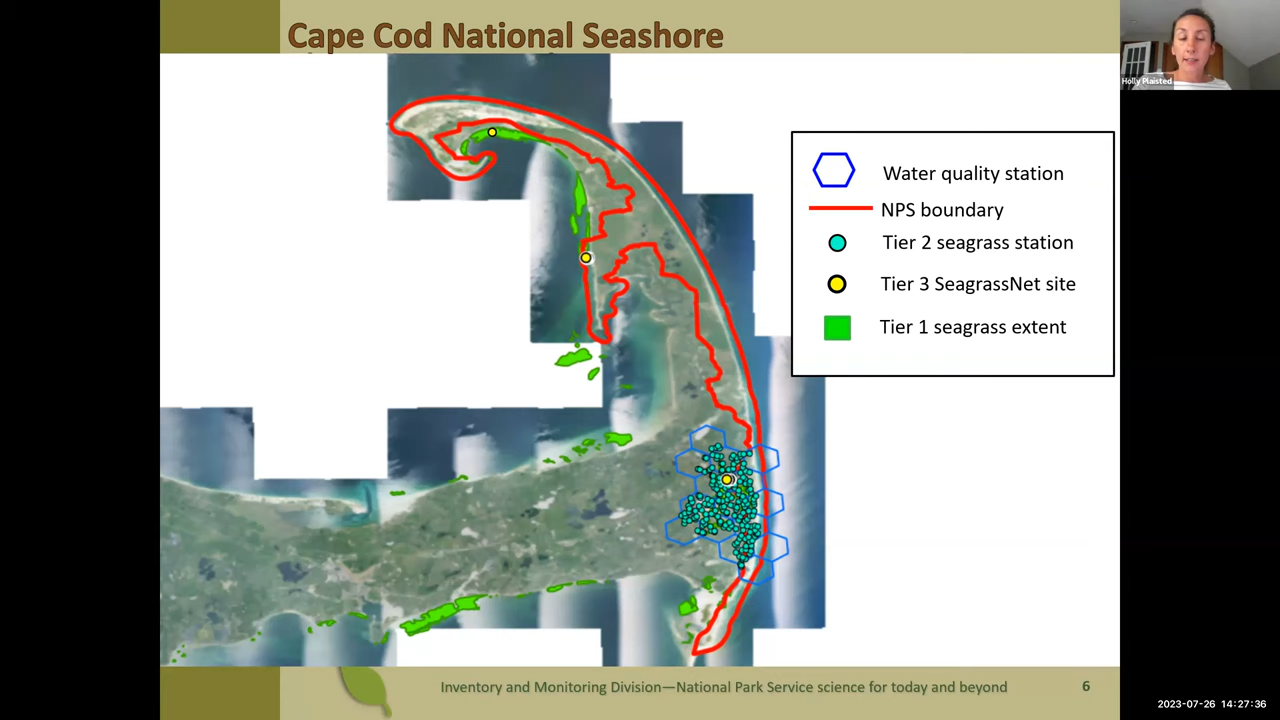 Cape Cod National Seashore
Holly Plaisted
Water quality station
NPS boundary
Tier 2 seagrass station
Tier 3 SeagrassNet site
Tier 1 seagrass extent
Inventory and Monitoring Division—National Park Service science for today and beyond
6
2023-07-26 14:27:36